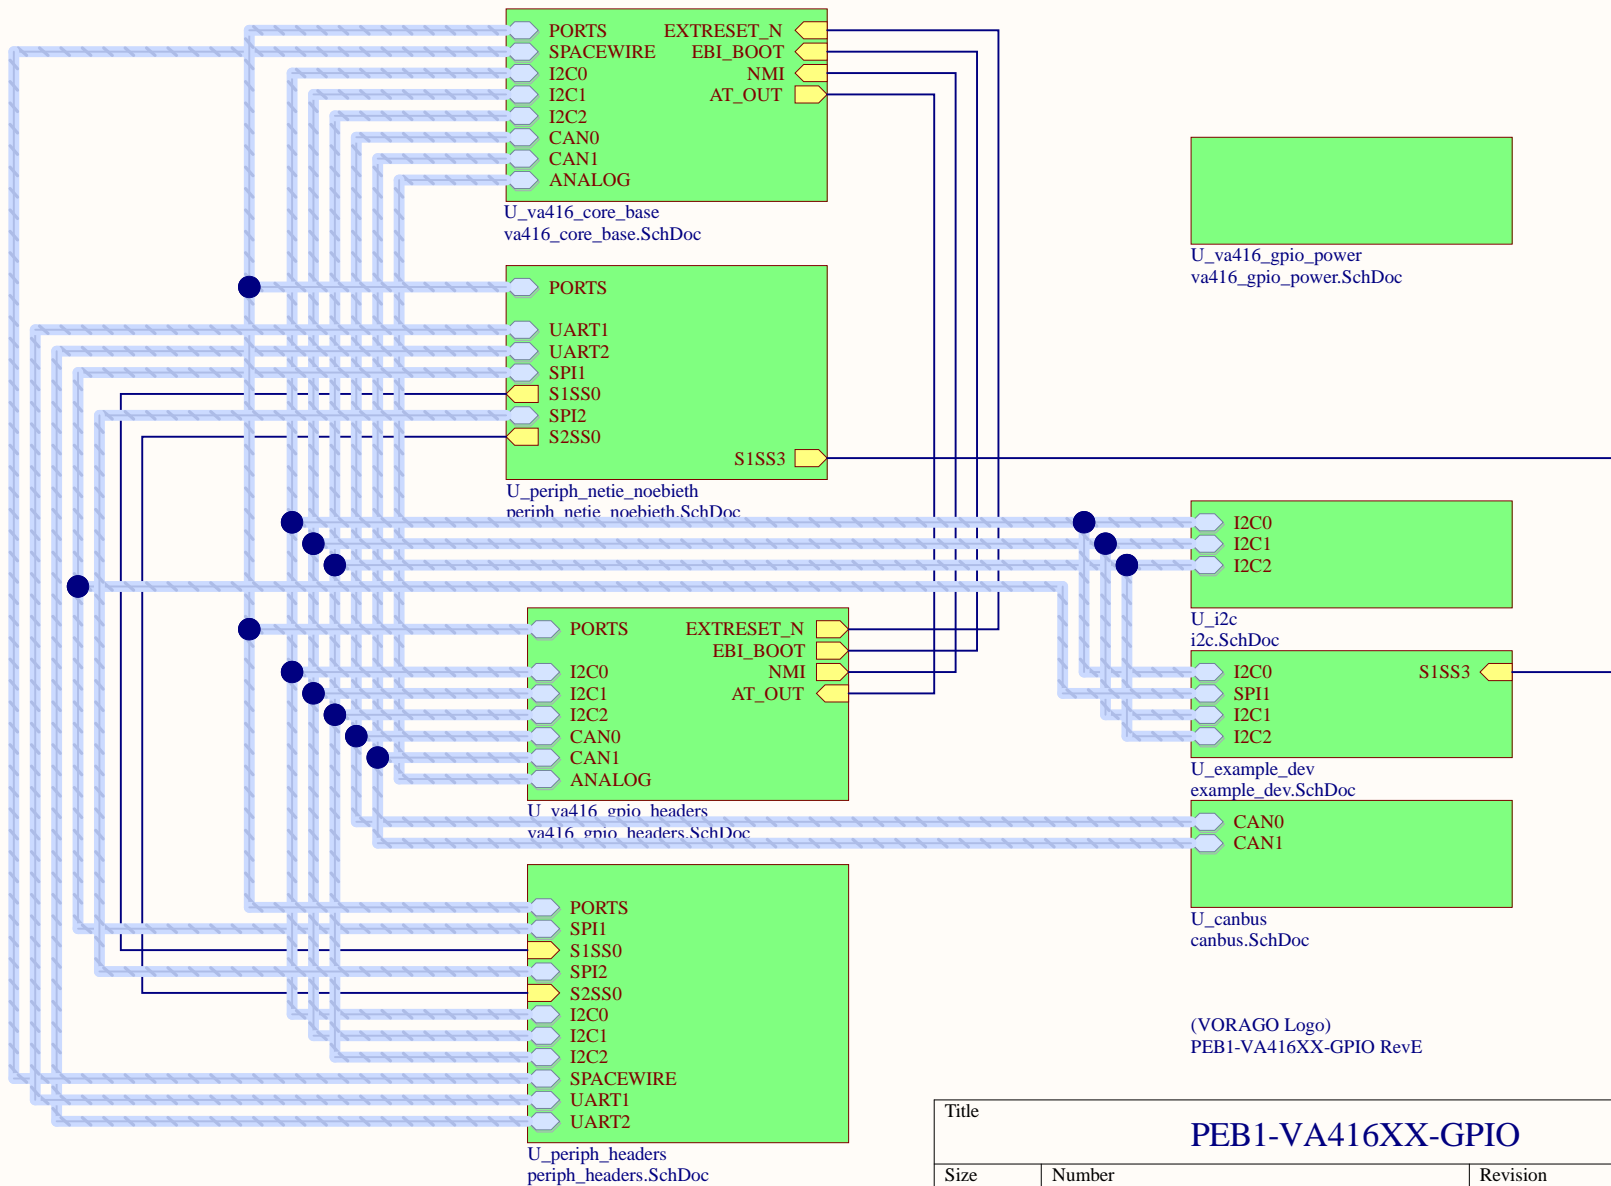 PORTS EXTRESET_N
SPACEWIRE EBI_BOOT
I2C0 NMI
I2C1 AT_OUT
I2C2
CAN0
CAN1
ANALOG
U_va416_core_base
va416_core_base.SchDoc
U_va416_gpio_power
va416_gpio_power.SchDoc
PORTS
UART1
UART2
SPI1
S1SS0
SPI2
S2SS0
S1SS3
U_periph_netie_noebieth
periph_netie_noebieth.SchDoc
I2C0
I2C1
I2C2
U_i2c
i2c.SchDoc
PORTS EXTRESET_N
EBI_BOOT
I2C0 NMI
I2C1 AT_OUT
I2C2
CAN0
CAN1
ANALOG
U_va416_gpio_headers
va416_gpio_headers.SchDoc
I2C0 S1SS3
SPI1
I2C1
I2C2
U_example_dev
example_dev.SchDoc
CAN0
CAN1
U_canbus
canbus.SchDoc
PORTS
SPI1
S1SS0
SPI2
S2SS0
I2C0
I2C1
I2C2
SPACEWIRE
UART1
UART2
U_periph_headers
periph_headers.SchDoc
(VORAGO Logo)
PEB1-VA416XX-GPIO RevE
Title
PEB1-VA416XX-GPIO
Size Number Revision